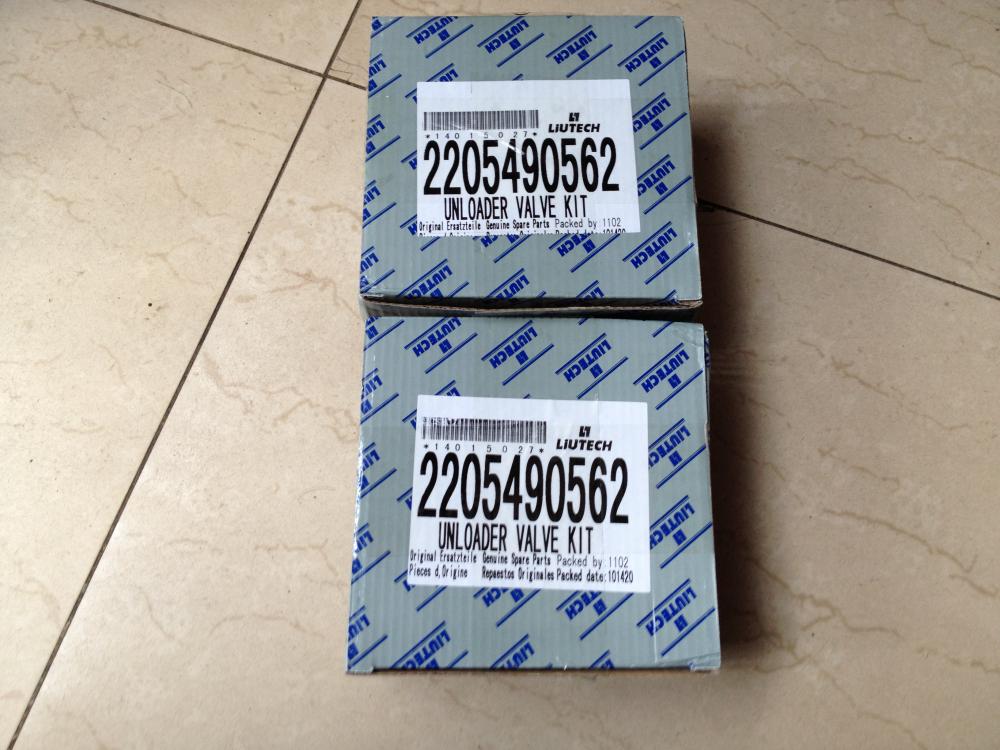 *14015027*
LIUTECH
2205490562
UNLOADER VALVE KIT
Original Ersatzteile Genuine Spare Parts Packed by 1102
*14015027*
LIUTECH
2205490562
UNLOADER VALVE KIT
Original Ersatzteile Genuine Spare Parts Packed by:1102
Pieces d,Origine Repaestos Originales Packed date:101420